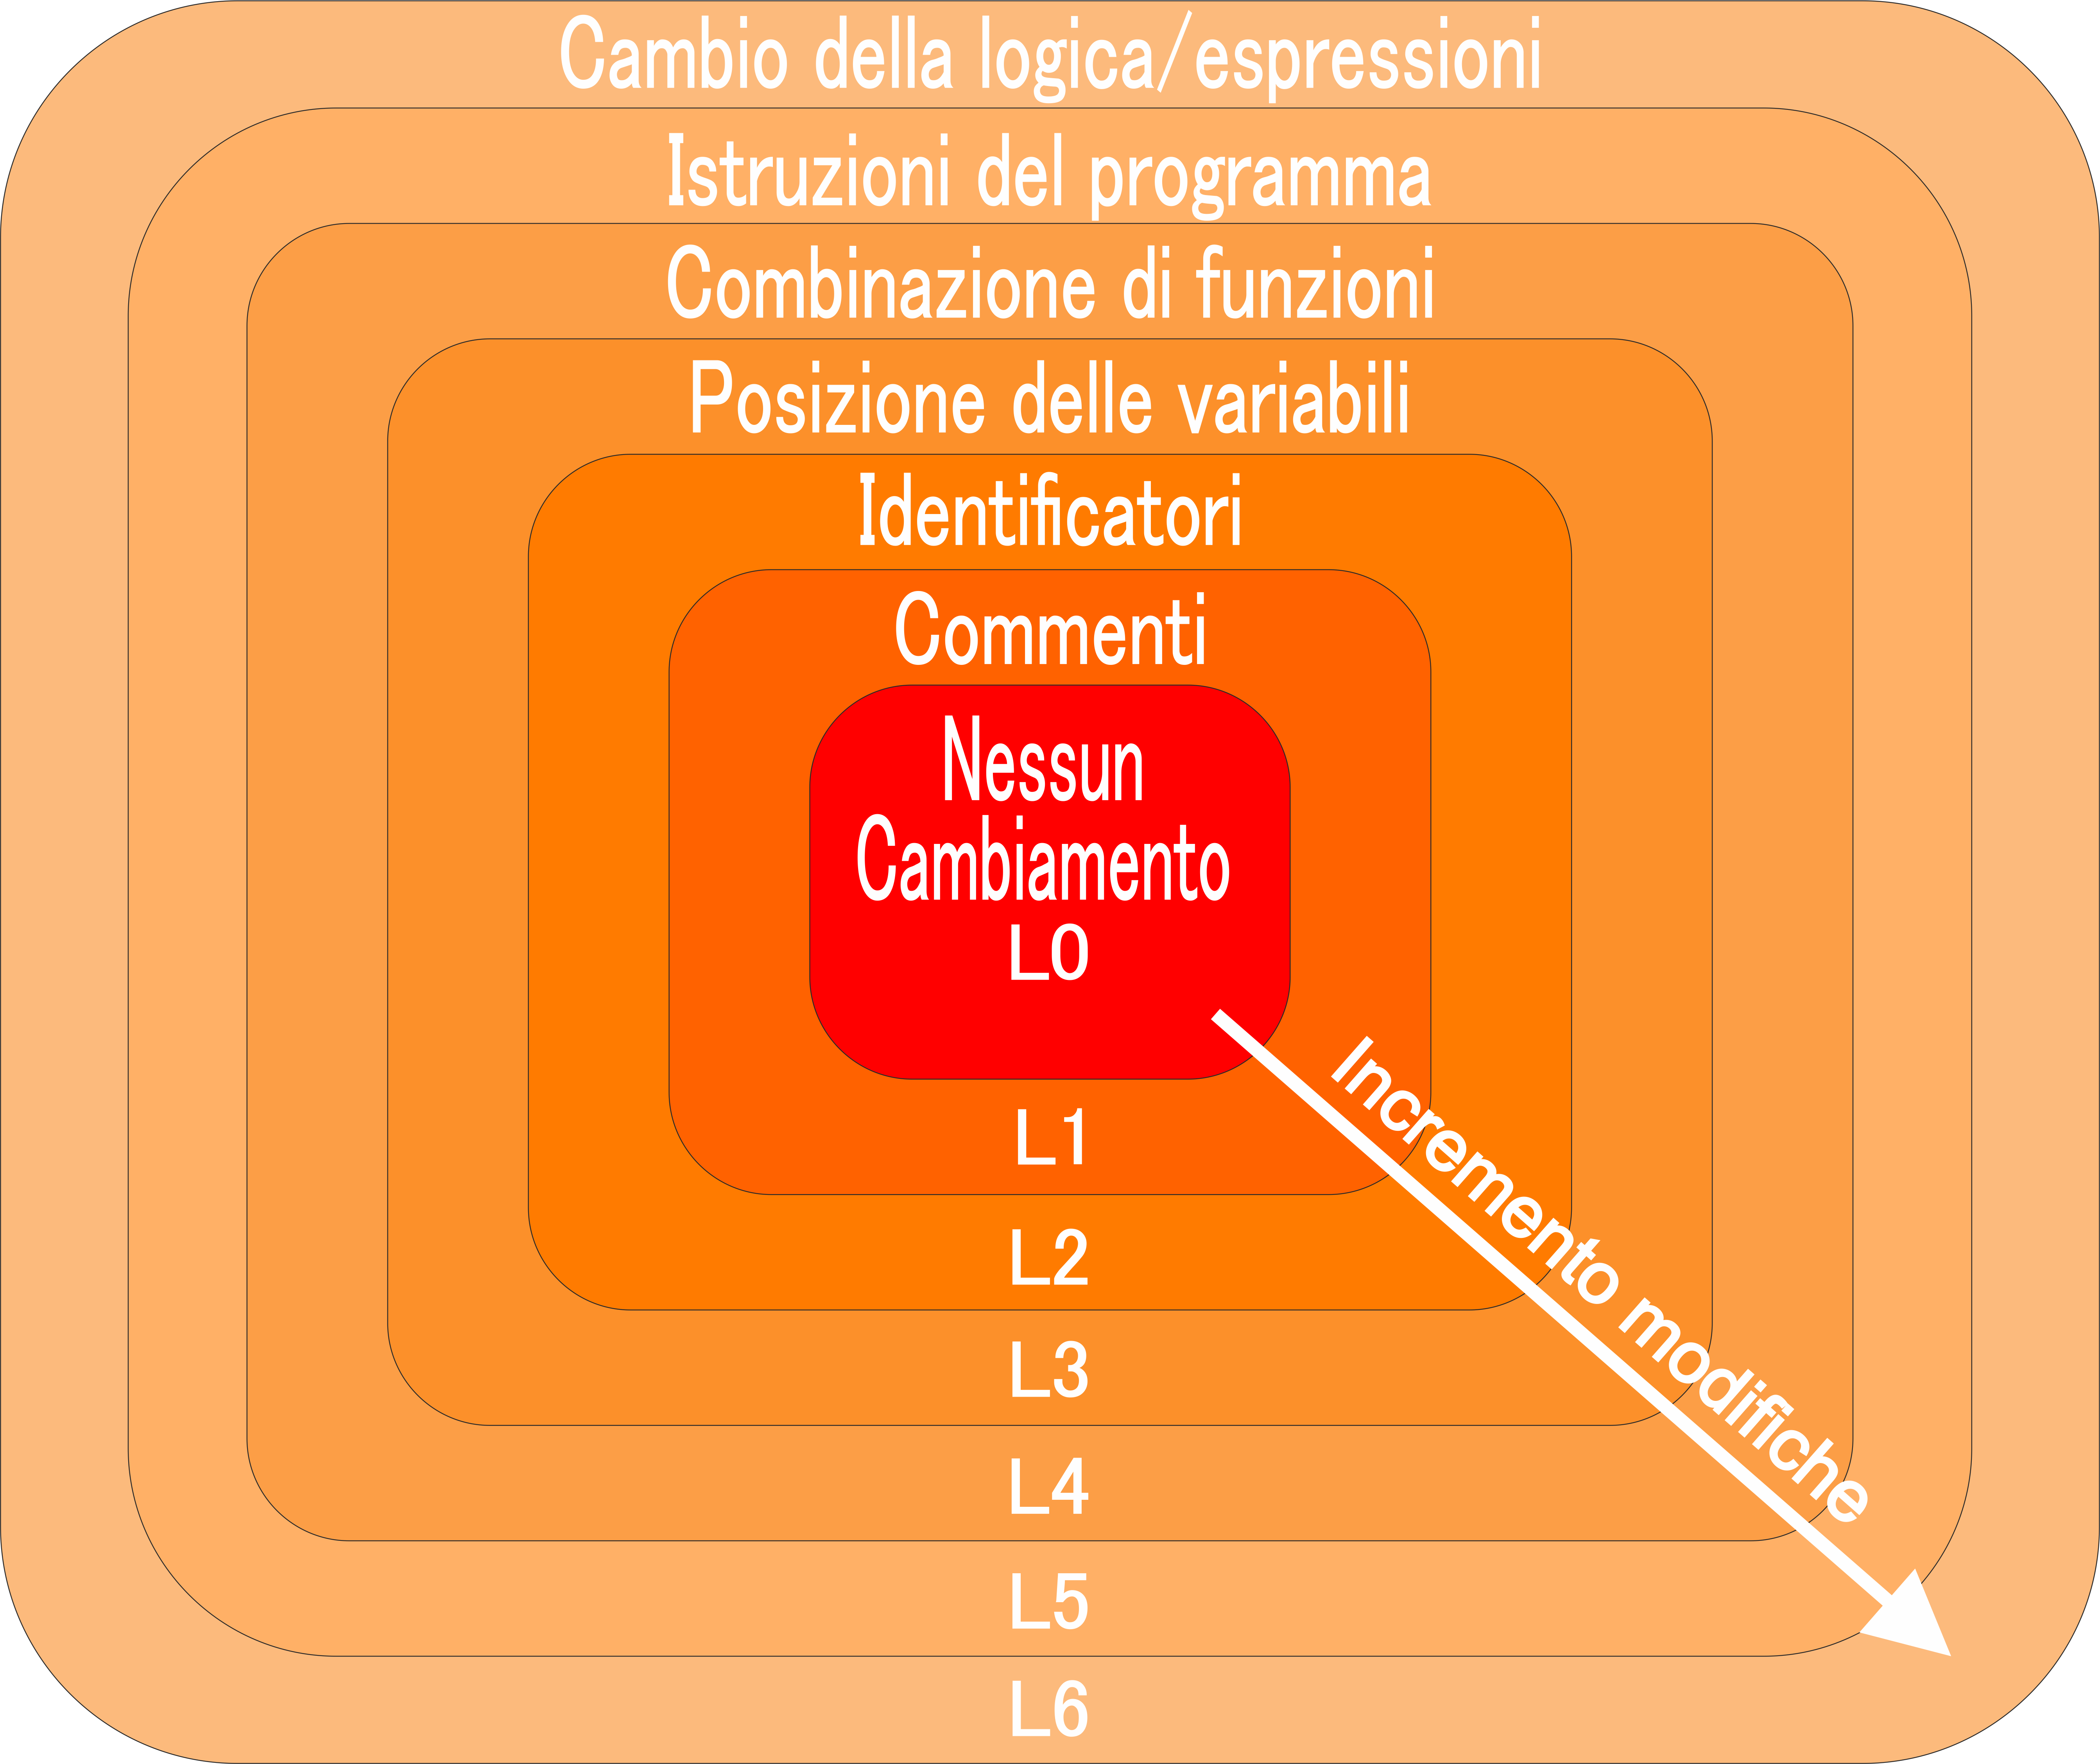 Cambio della logica/espressioni
Istruzioni del programma
Combinazione di funzioni
Posizione delle variabili
Identificatori
Commenti
Nessun
Cambiamento
L0
L1
L2
L3
L4
L5
L6
Incremento modifiche